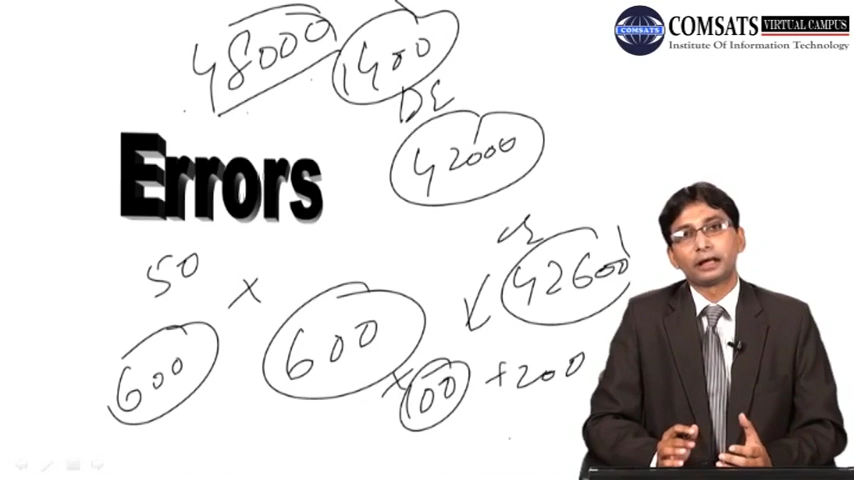 COMSATS VIRTUAL CAMPUS
Institute Of Information Technology
COMSATS
48000 1400
DE
42000
Errors
50 ×
600 600
42600
× 100 + 200